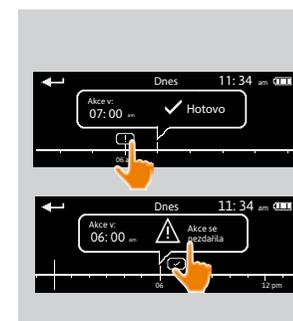 Dnes 11:34 am
Akce v:
07:00 am
Hotovo
06 a
Dnes 11:34 am
Akce v:
06:00 am
Akce se
nezdařila
06 12 pm